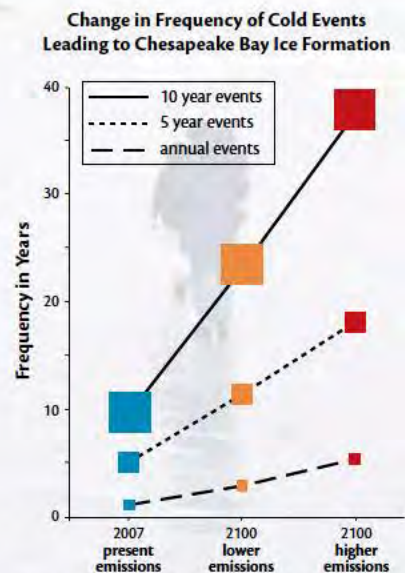 Change in Frequency of Cold Events
Leading to Chesapeake Bay Ice Formation
40
30
20
10
0
Frequency in Years
10 year events
5 year events
annual events
2007
present
emissions
2100
lower
emissions
2100
higher
emissions